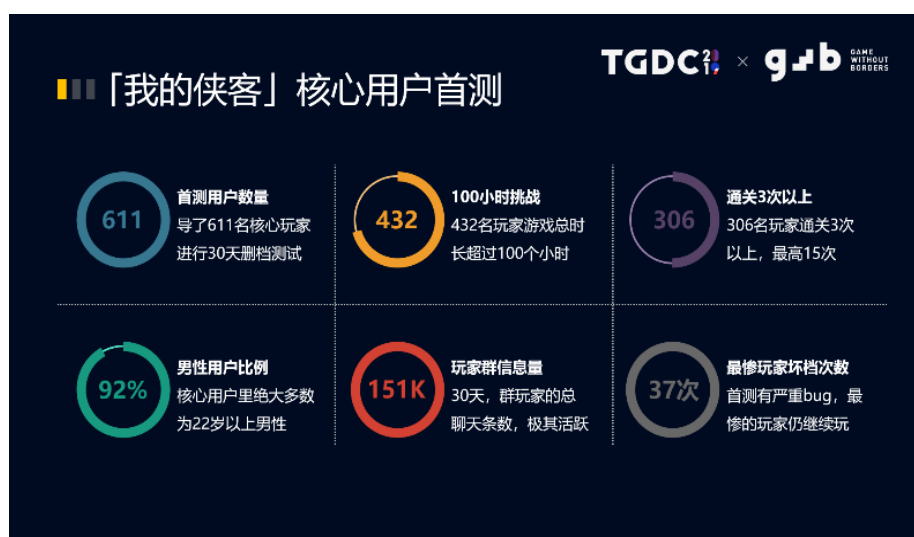 TGDC 21 × gwb GAME WITHOUT BORDERS
「我的侠客」核心用户首测
611
首测用户数量
导了611名核心玩家
进行30天删档测试
432
100小时挑战
432名玩家游戏总时
长超过100个小时
306
通关3次以上
306名玩家通关3次
以上，最高15次
92%
男性用户比例
核心用户里绝大多数
为22岁以上男性
151K
玩家群信息量
30天，群玩家的总
聊天条数，极其活跃
37次
最惨玩家坏档次数
首测有严重bug，最
惨的玩家仍继续玩